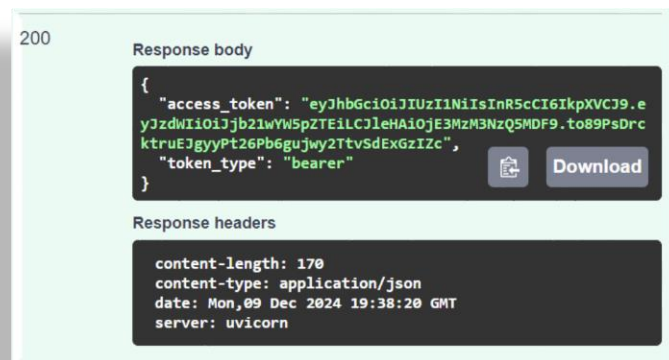 200
Response body
{
"access_token": "eyJhbGciOiJIUzI1NiIsInR5cCI6IkpXVCJ9.e
yJzdWIiOiJjb21wYW5pZTEiLCJleHAiOjE3MzM3NzQ5MDF9.to89PsDrc
ktruEJgyyPt26Pb6gujwy2TtvSdExGzIZc",
"token_type": "bearer"
}
Download
Response headers
content-length: 170
content-type: application/json
date: Mon,09 Dec 2024 19:38:20 GMT
server: uvicorn